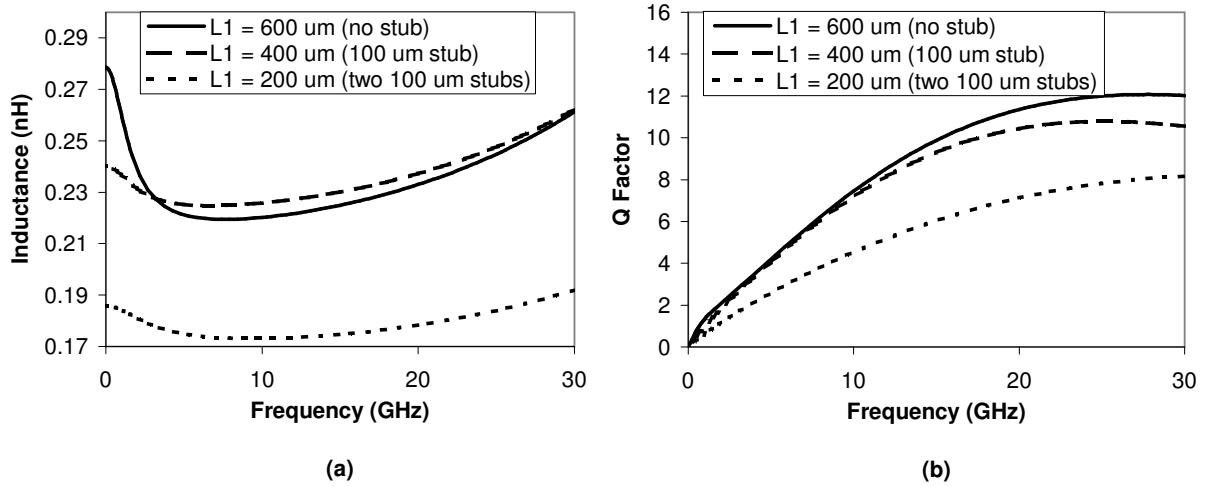 0.29
0.27
0.25
0.23
0.21
0.19
0.17
Inductance (nH)
L1 = 600 um (no stub)
L1 = 400 um (100 um stub)
L1 = 200 um (two 100 um stubs)
0 10 20 30
Frequency (GHz)
(a)
16
14
12
10
8
6
4
2
0
Q Factor
L1 = 600 um (no stub)
L1 = 400 um (100 um stub)
L1 = 200 um (two 100 um stubs)
0 10 20 30
Frequency (GHz)
(b)